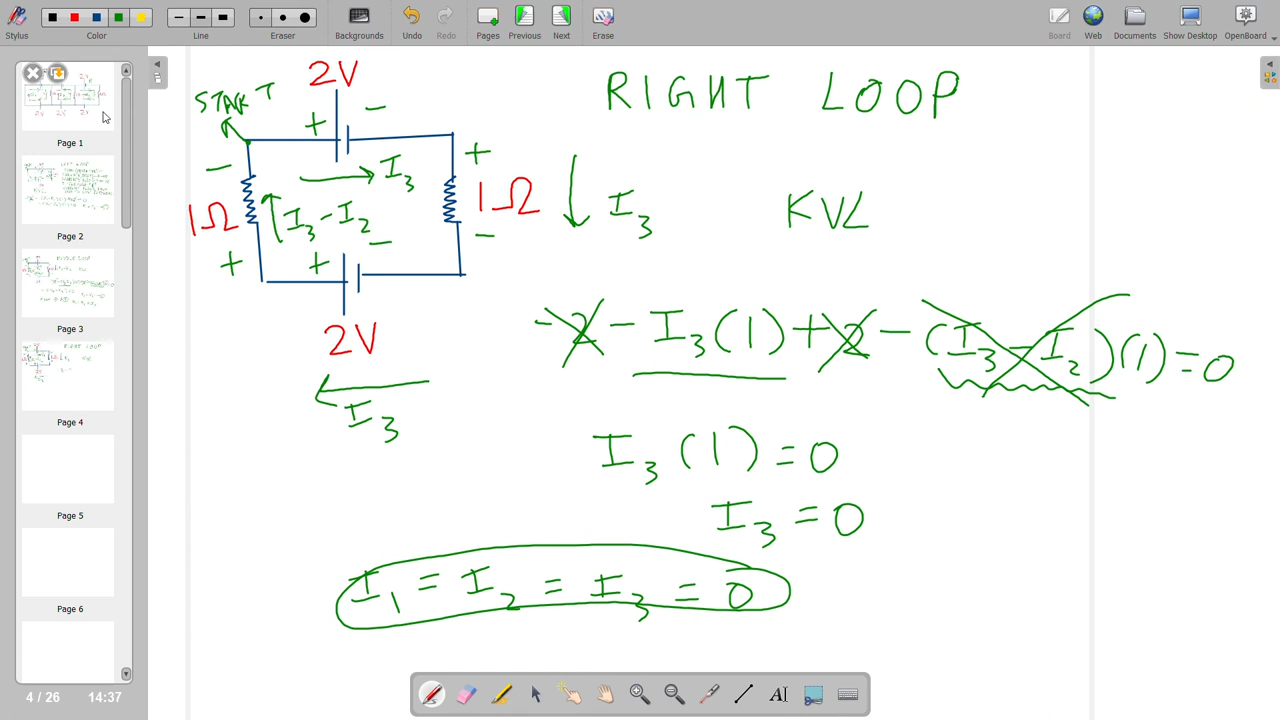 Stylus
Color
Line
Eraser
Backgrounds
Undo
Redo
Pages
Previous
Next
Erase
Board
Web
Documents
Show Desktop
OpenBoard
Page 1
Page 2
Page 3
Page 4
Page 5
Page 6
4 / 26
14:37
RIGHT LOOP
START
2V
+ -
I3
- +
1Ω
I3 - I2
1Ω
+ -
+ -
2V
I3
I3
KVL
-2 - I3(1) + 2 - (I3 - I2)(1) = 0
I3(1) = 0
I3 = 0
I1 = I2 = I3 = 0
A